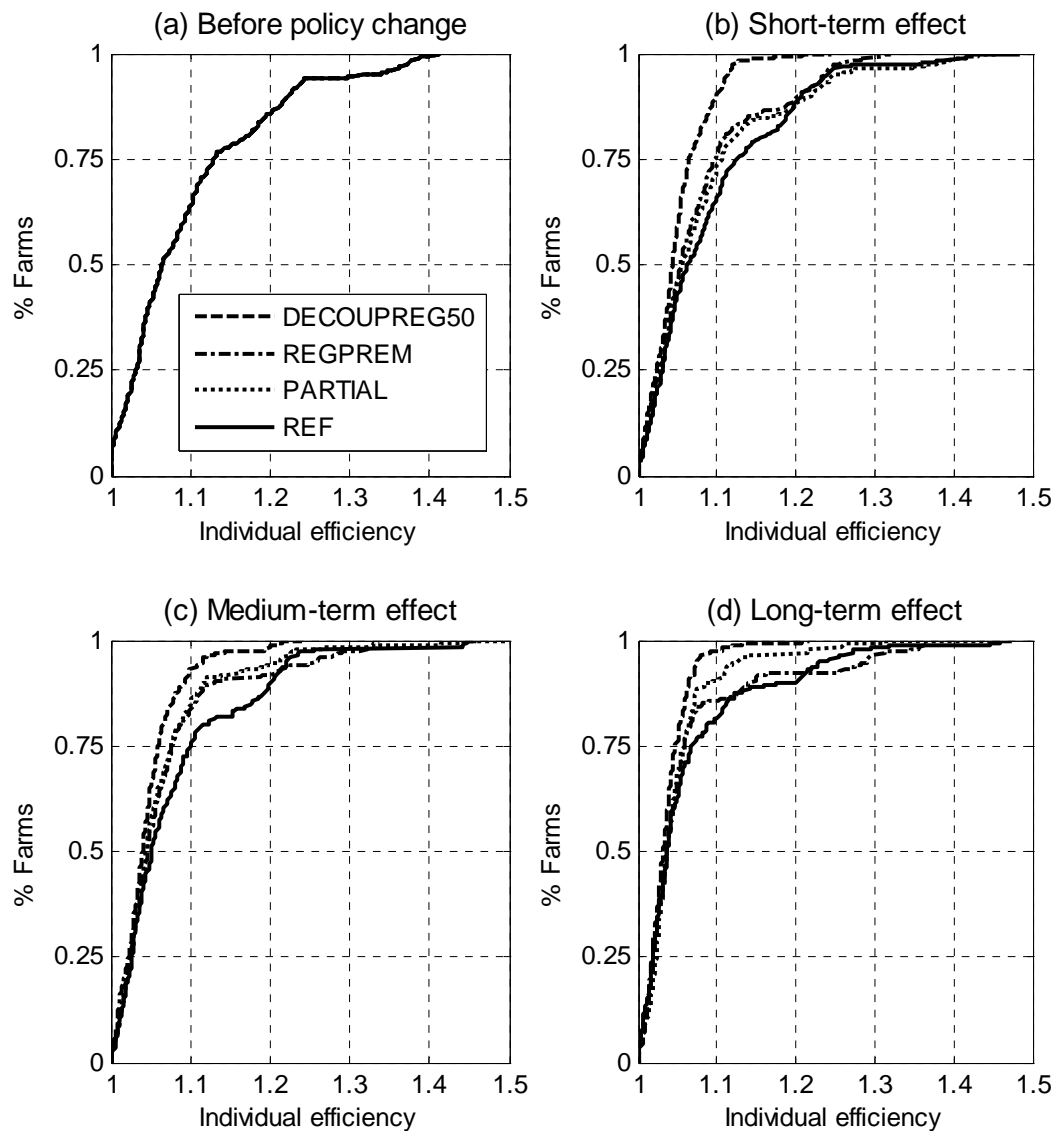 (a) Before policy change
1
0.75
0.5
0.25
0
% Farms
DECOUPREG50
REGPREM
PARTIAL
REF
1 1.1 1.2 1.3 1.4 1.5
Individual efficiency
(b) Short-term effect
1
0.75
0.5
0.25
0
% Farms
1 1.1 1.2 1.3 1.4 1.5
Individual efficiency
(c) Medium-term effect
1
0.75
0.5
0.25
0
% Farms
1 1.1 1.2 1.3 1.4 1.5
Individual efficiency
(d) Long-term effect
1
0.75
0.5
0.25
0
% Farms
1 1.1 1.2 1.3 1.4 1.5
Individual efficiency